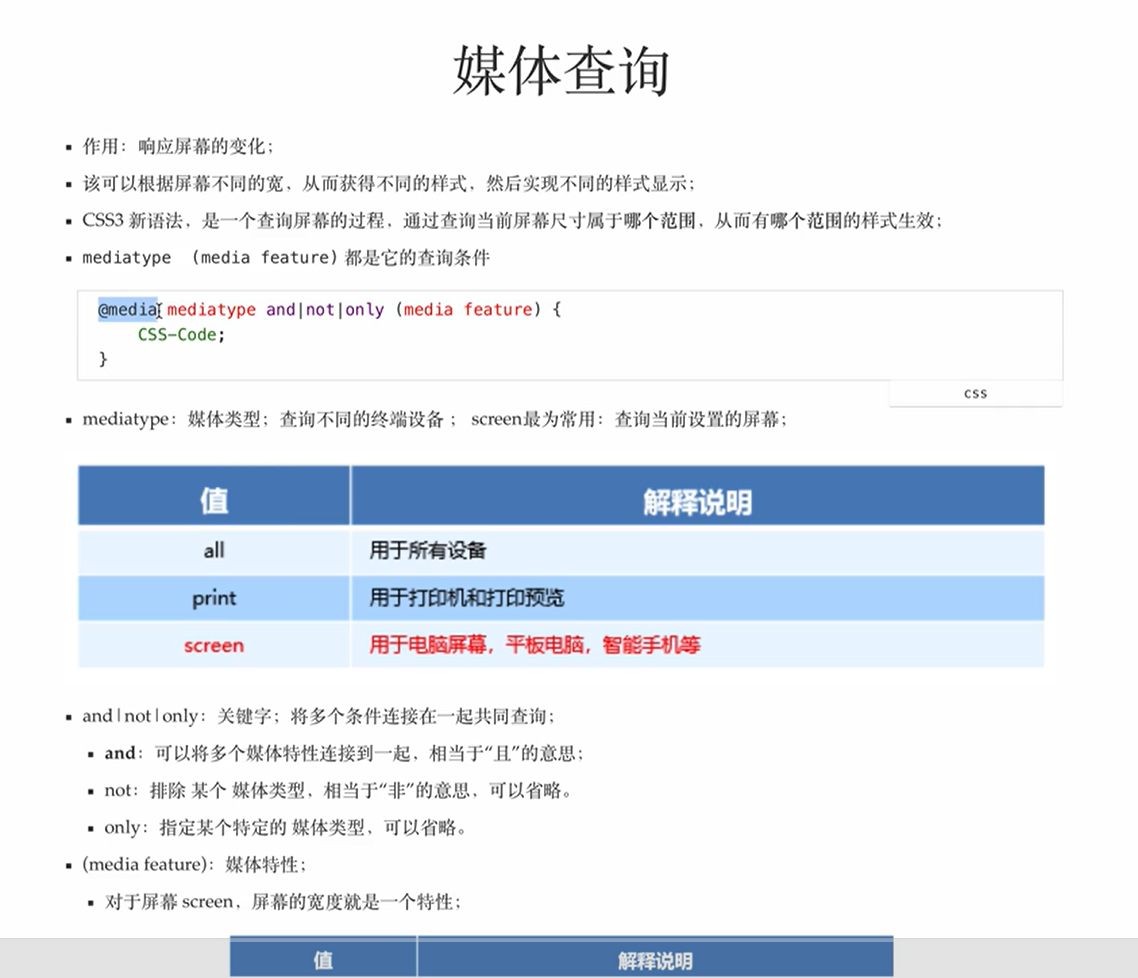 媒体查询
作用：响应屏幕的变化；
该可以根据屏幕不同的宽，从而获得不同的样式，然后实现不同的样式显示；
CSS3 新语法，是一个查询屏幕的过程，通过查询当前屏幕尺寸属于哪个范围，从而有哪个范围的样式生效；
mediatype (media feature) 都是它的查询条件
@media mediatype and|not|only (media feature) {
CSS-Code;
}
css
mediatype：媒体类型；查询不同的终端设备； screen最为常用：查询当前设置的屏幕；
值 解释说明
all 用于所有设备
print 用于打印机和打印预览
screen 用于电脑屏幕，平板电脑，智能手机等
and|not|only：关键字；将多个条件连接在一起共同查询；
and：可以将多个媒体特性连接到一起，相当于“且”的意思；
not：排除 某个 媒体类型，相当于“非”的意思，可以省略。
only：指定某个特定的 媒体类型，可以省略。
(media feature)：媒体特性；
对于屏幕 screen，屏幕的宽度就是一个特性；
值 解释说明